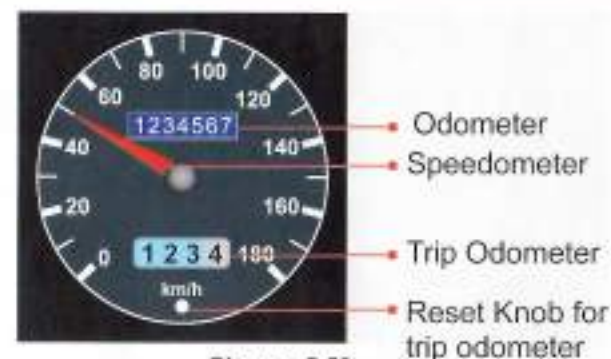 80 100
60 120
1234567
40 140
20 160
0 1234 180
km/h
Odometer
Speedometer
Trip Odometer
Reset Knob for
trip odometer